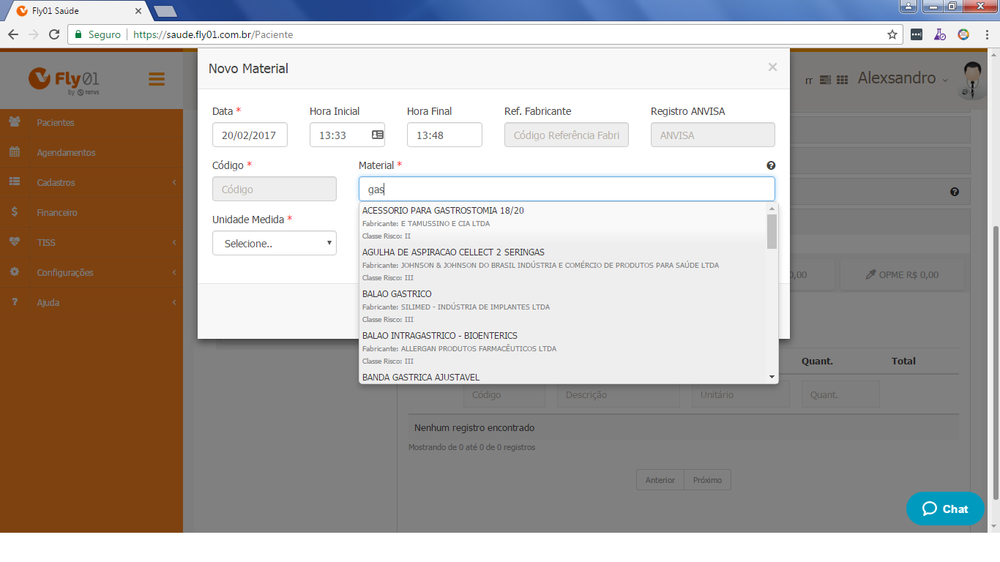 Fly01 Saúde
Seguro
https://saude.fly01.com.br/Paciente
Fly01
by TOTVS
rr
Alexsandro
Pacientes
Agendamentos
Cadastros
Financeiro
TISS
Configurações
Ajuda
Novo Material
×
Data *
Hora Inicial
Hora Final
Ref. Fabricante
Registro ANVISA
20/02/2017
13:33
13:48
Código Referência Fabri
ANVISA
Código *
Material *
Código
gas
Unidade Medida *
Selecione..
ACESSORIO PARA GASTROSTOMIA 18/20
Fabricante: E TAMUSSINO E CIA LTDA
Classe Risco: II
AGULHA DE ASPIRACAO CELLECT 2 SERINGAS
Fabricante: JOHNSON & JOHNSON DO BRASIL INDÚSTRIA E COMÉRCIO DE PRODUTOS PARA SAÚDE LTDA
Classe Risco: III
BALAO GASTRICO
Fabricante: SILIMED - INDÚSTRIA DE IMPLANTES LTDA
Classe Risco: III
BALAO INTRAGASTRICO - BIOENTERICS
Fabricante: ALLERGAN PRODUTOS FARMACÊUTICOS LTDA
Classe Risco: III
BANDA GASTRICA AJUSTAVEL
0,00
OPME R$ 0,00
Quant.
Total
Código
Descrição
Unitário
Quant.
Nenhum registro encontrado
Mostrando de 0 até 0 de 0 registros
Anterior
Próximo
Chat